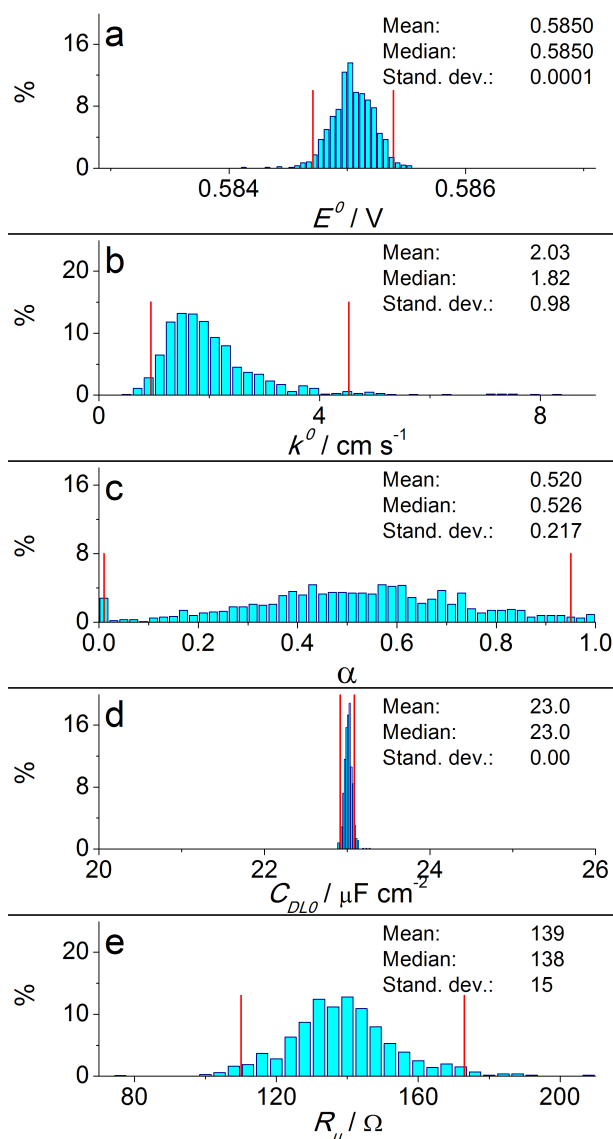 a
Mean: 0.5850
Median: 0.5850
Stand. dev.: 0.0001
%
16
8
0
0.584 0.586
E⁰ / V
b
Mean: 2.03
Median: 1.82
Stand. dev.: 0.98
%
20
10
0
0 4 8
k⁰ / cm s⁻¹
c
Mean: 0.520
Median: 0.526
Stand. dev.: 0.217
%
16
8
0
0.0 0.2 0.4 0.6 0.8 1.0
α
d
Mean: 23.0
Median: 23.0
Stand. dev.: 0.00
%
16
8
0
20 22 24 26
C_DL0 / μF cm⁻²
e
Mean: 139
Median: 138
Stand. dev.: 15
%
20
10
0
80 120 160 200
R_u / Ω